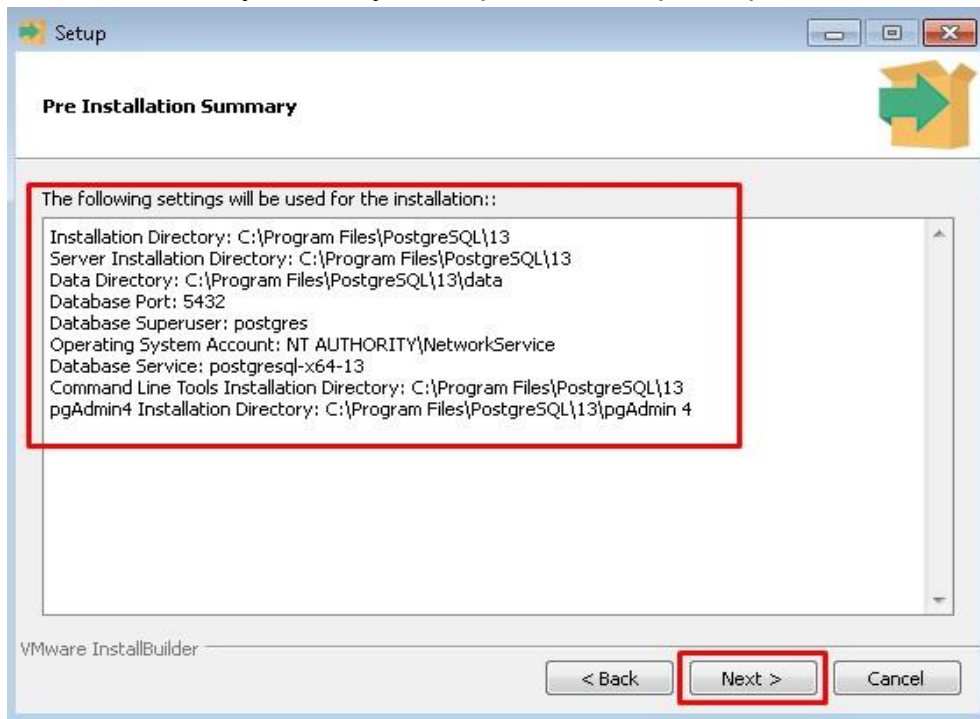 Setup
Pre Installation Summary
The following settings will be used for the installation::
Installation Directory: C:\Program Files\PostgreSQL\13
Server Installation Directory: C:\Program Files\PostgreSQL\13
Data Directory: C:\Program Files\PostgreSQL\13\data
Database Port: 5432
Database Superuser: postgres
Operating System Account: NT AUTHORITY\NetworkService
Database Service: postgresql-x64-13
Command Line Tools Installation Directory: C:\Program Files\PostgreSQL\13
pgAdmin4 Installation Directory: C:\Program Files\PostgreSQL\13\pgAdmin 4
VMware InstallBuilder
< Back Next > Cancel